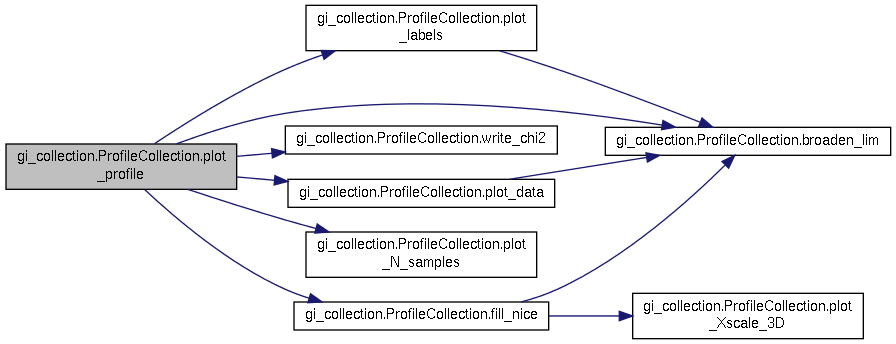 gi_collection.ProfileCollection.plot
_labels
gi_collection.ProfileCollection.write_chi2
gi_collection.ProfileCollection.broaden_lim
gi_collection.ProfileCollection.plot
_profile
gi_collection.ProfileCollection.plot_data
gi_collection.ProfileCollection.plot
_N_samples
gi_collection.ProfileCollection.fill_nice
gi_collection.ProfileCollection.plot
_Xscale_3D